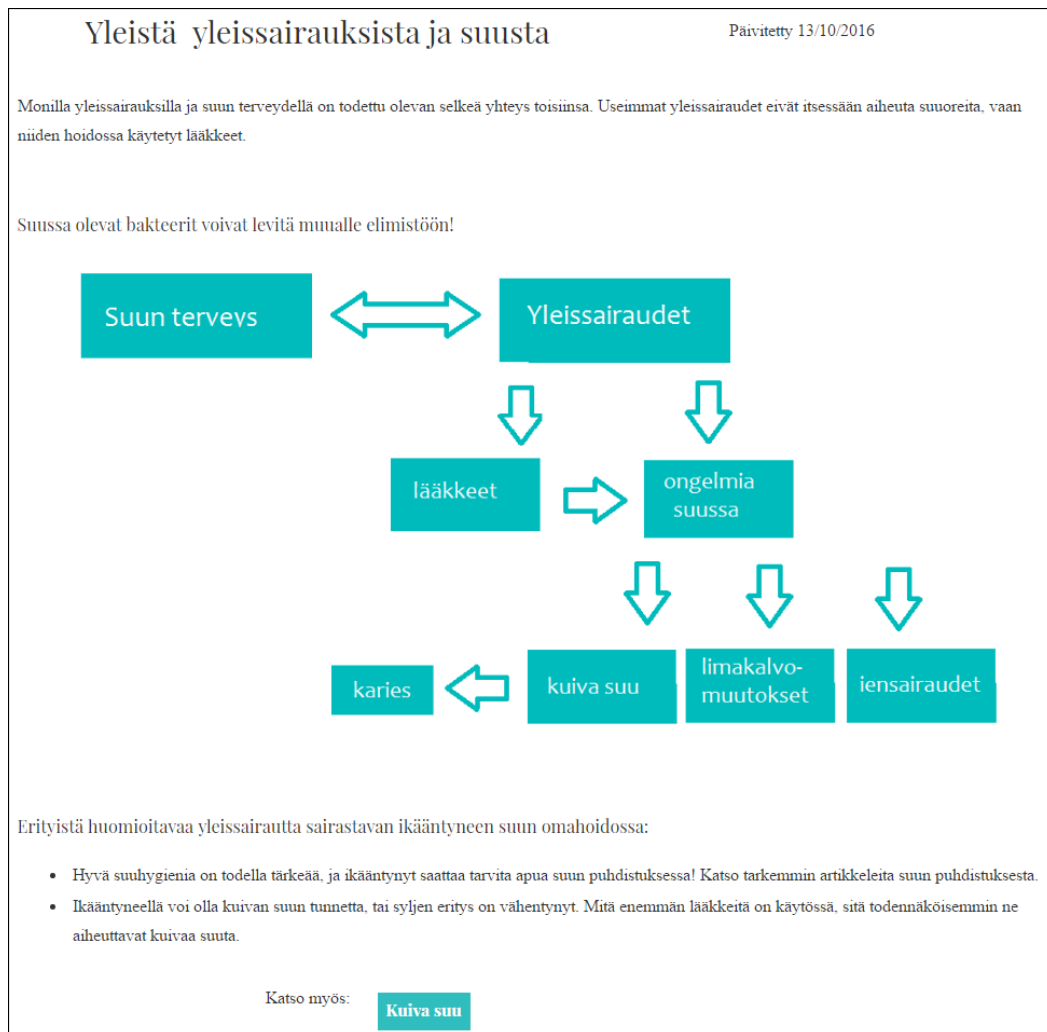 Yleistä yleissairauksista ja suusta
Päivitetty 13/10/2016
Monilla yleissairauksilla ja suun terveydellä on todettu olevan selkeä yhteys toisiinsa. Useimmat yleissairaudet eivät itsessään aiheuta suuoreita, vaan
niiden hoidossa käytetyt lääkkeet.
Suussa olevat bakteerit voivat levitä muualle elimistöön!
Suun terveys
Yleissairaudet
lääkkeet
ongelmia
suussa
karies
kuiva suu
limakalvo-
muutokset
iensairaudet
Erityistä huomioitavaa yleissairautta sairastavan ikääntyneen suun omahoidossa:
• Hyvä suuhygienia on todella tärkeää, ja ikääntynyt saattaa tarvita apua suun puhdistuksessa! Katso tarkemmin artikkeleita suun puhdistuksesta.
• Ikääntyneellä voi olla kuivan suun tunnetta, tai syljen eritys on vähentynyt. Mitä enemmän lääkkeitä on käytössä, sitä todennäköisemmin ne
aiheuttavat kuivaa suuta.
Katso myös:
Kuiva suu